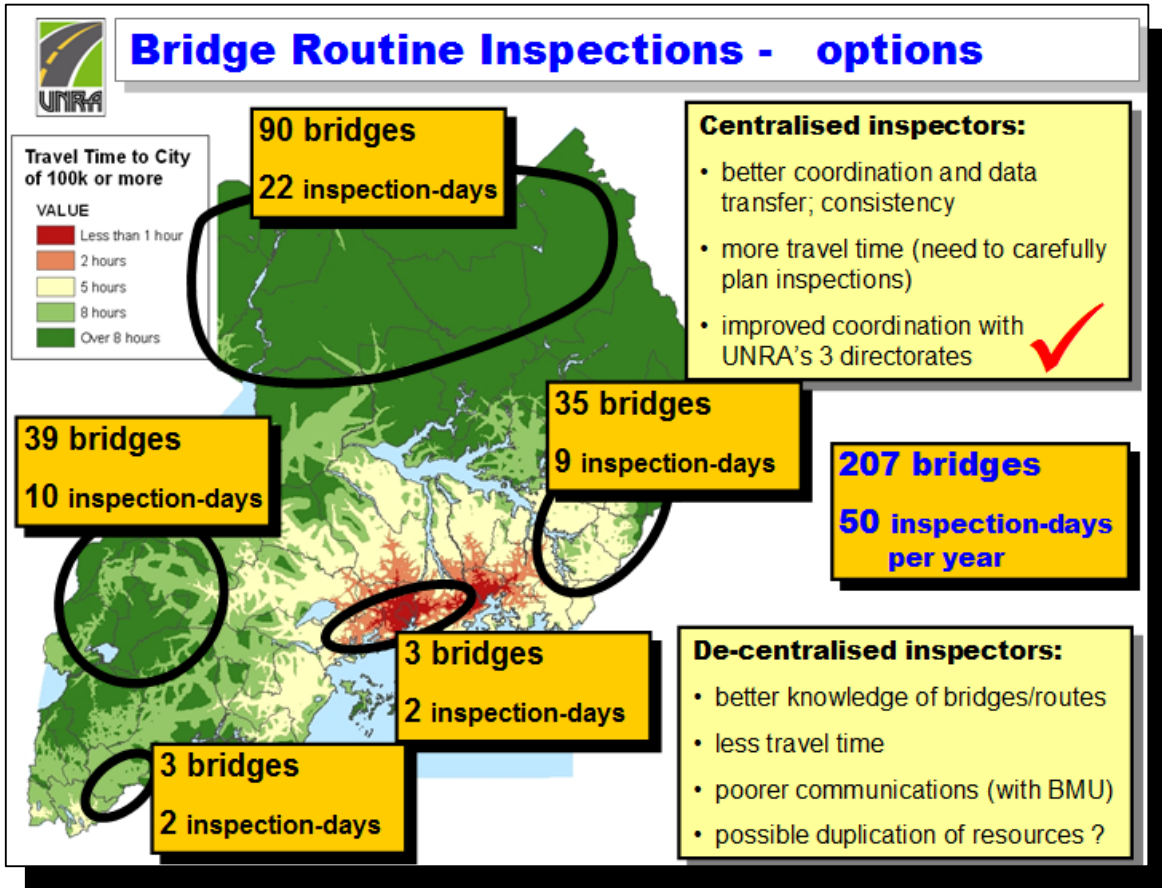 UNRA
Bridge Routine Inspections - options
Travel Time to City
of 100k or more
VALUE
Less than 1 hour
2 hours
5 hours
8 hours
Over 8 hours
90 bridges
22 inspection-days
Centralised inspectors:
• better coordination and data
transfer; consistency
• more travel time (need to carefully
plan inspections)
• improved coordination with
UNRA's 3 directorates
39 bridges
10 inspection-days
35 bridges
9 inspection-days
207 bridges
50 inspection-days
per year
3 bridges
2 inspection-days
3 bridges
2 inspection-days
De-centralised inspectors:
• better knowledge of bridges/routes
• less travel time
• poorer communications (with BMU)
• possible duplication of resources ?